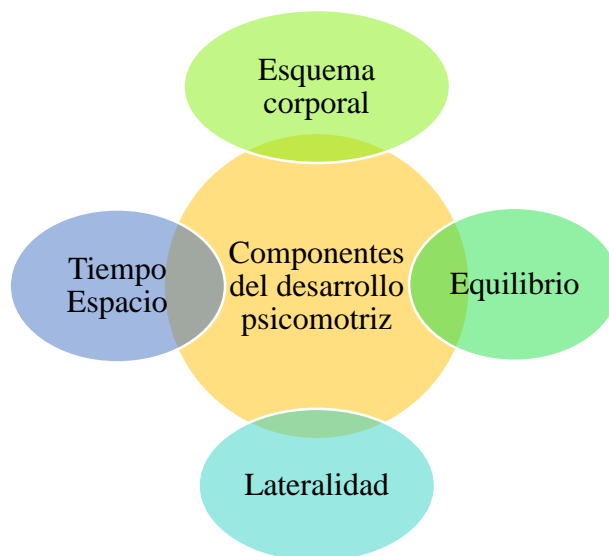 Esquema
corporal
Tiempo
Espacio
Componentes
del desarrollo
psicomotriz
Equilibrio
Lateralidad